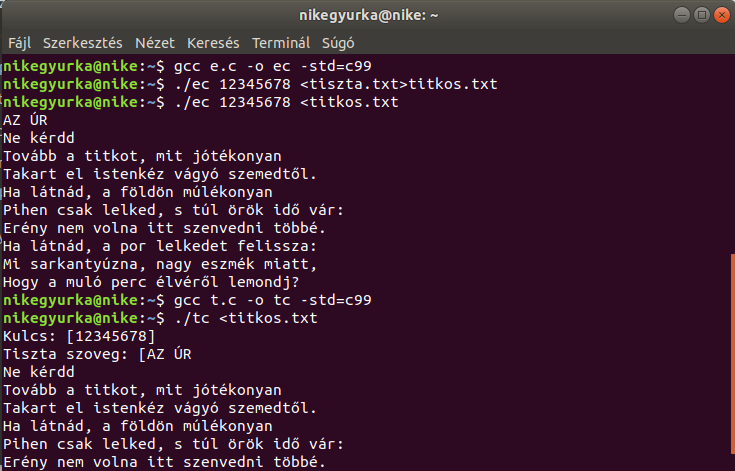 nikegyurka@nike: ~
Fájl Szerkesztés Nézet Keresés Terminál Súgó
nikegyurka@nike:~$ gcc e.c -o ec -std=c99
nikegyurka@nike:~$ ./ec 12345678 <tiszta.txt>titkos.txt
nikegyurka@nike:~$ ./ec 12345678 <titkos.txt
AZ ÚR
Ne kérdd
Tovább a titkot, mit jótékonyan
Takart el istenkéz vágyó szemedtől.
Ha látnád, a földön múlékonyan
Pihen csak lelked, s túl örök idő vár:
Erény nem volna itt szenvedni többé.
Ha látnád, a por lelkedet felissza:
Mi sarkantyúzna, nagy eszmék miatt,
Hogy a muló perc élvéről lemondj?
nikegyurka@nike:~$ gcc t.c -o tc -std=c99
nikegyurka@nike:~$ ./tc <titkos.txt
Kulcs: [12345678]
Tiszta szoveg: [AZ ÚR
Ne kérdd
Tovább a titkot, mit jótékonyan
Takart el istenkéz vágyó szemedtől.
Ha látnád, a földön múlékonyan
Pihen csak lelked, s túl örök idő vár:
Erény nem volna itt szenvedni többé.